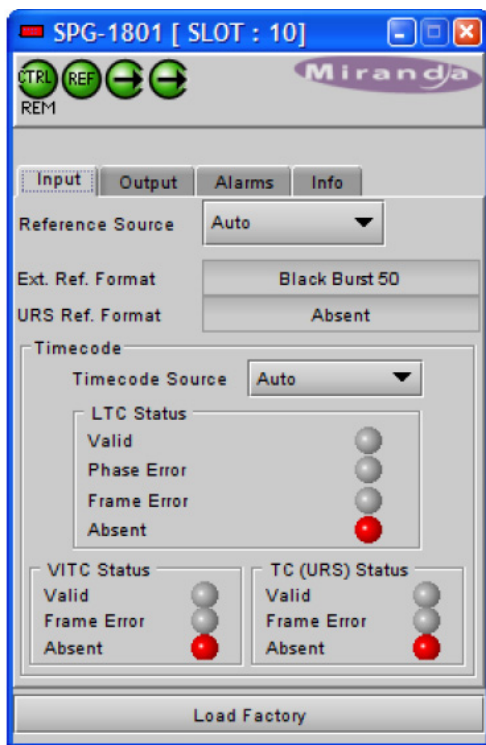 SPG-1801 [ SLOT : 10]
CTRL REF
REM
Miranda
Input Output Alarms Info
Reference Source Auto
Ext. Ref. Format Black Burst 50
URS Ref. Format Absent
Timecode
Timecode Source Auto
LTC Status
Valid
Phase Error
Frame Error
Absent
VITC Status
Valid
Frame Error
Absent
TC (URS) Status
Valid
Frame Error
Absent
Load Factory